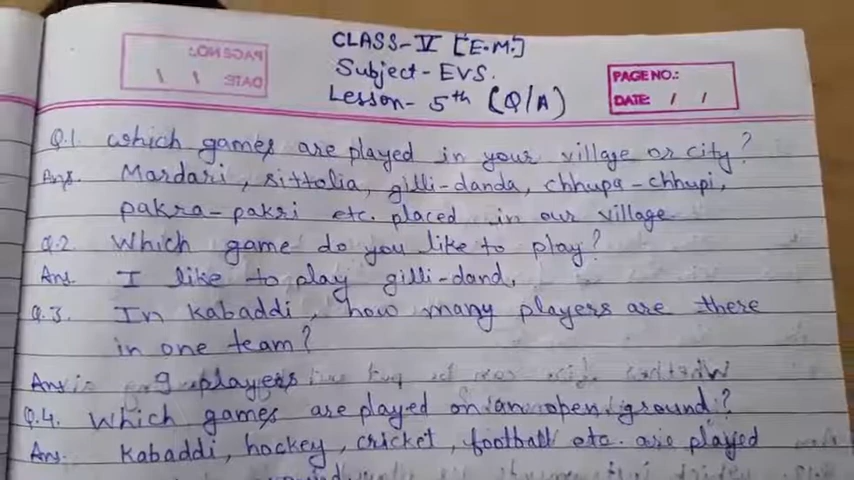 CLASS-V [E.M.]
Subject-EVS.
Lesson- 5th (Q/A)
PAGE NO.:
DATE: / /
Q.1 Which games are played in your village or city?
Ans. Mardari, sittolia, gilli-danda, chhupa-chhupi,
pakra-pakri etc. placed in our village
Q.2 Which game do you like to play?
Ans. I like to play gilli-dand.
Q.3. In kabaddi, how many players are there
in one team?
Ans 9 players
Q.4. Which games are played on an open ground?
Ans. Kabaddi, hockey, cricket, football etc. are played